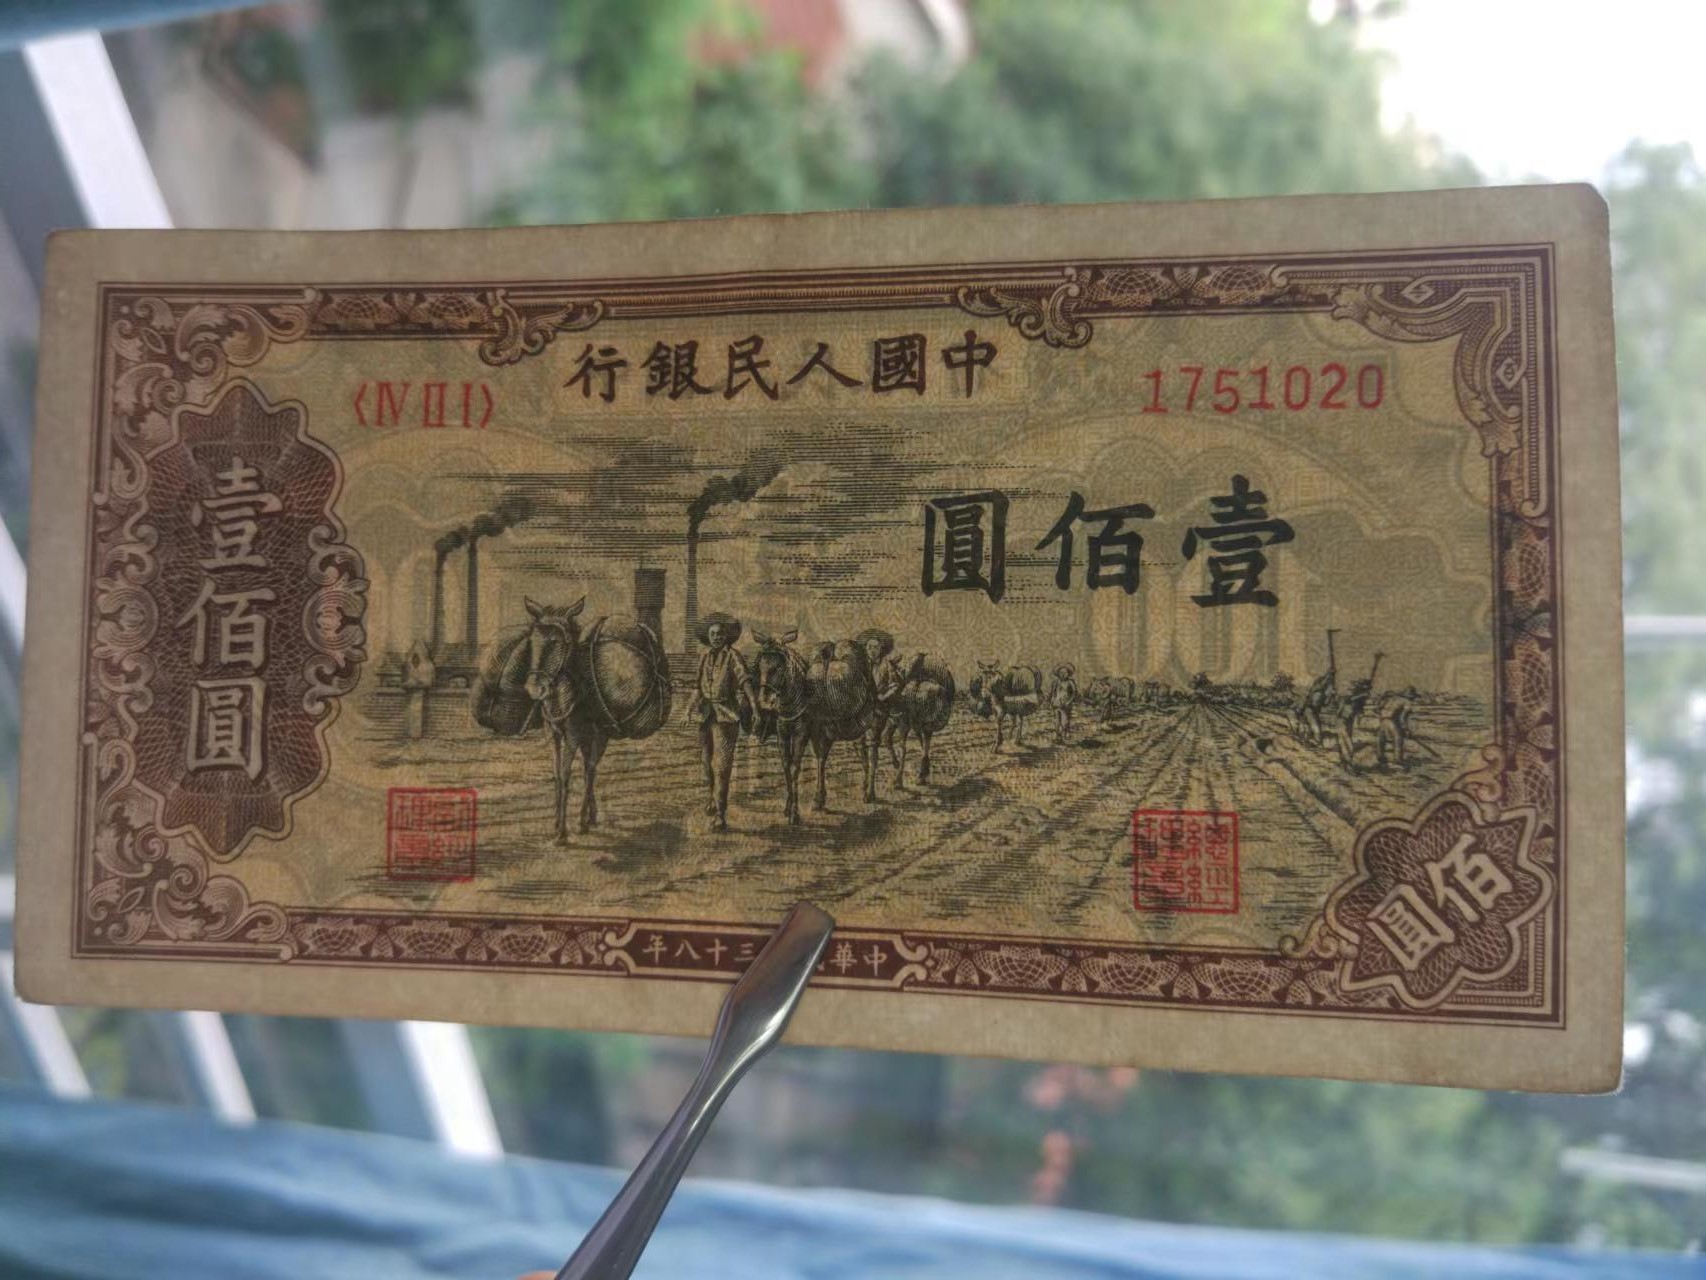 行銀民人國中
〈Ⅳ Ⅱ Ⅰ〉
1751020
圓佰壹
壹佰圓
圓佰
年八十三 華中